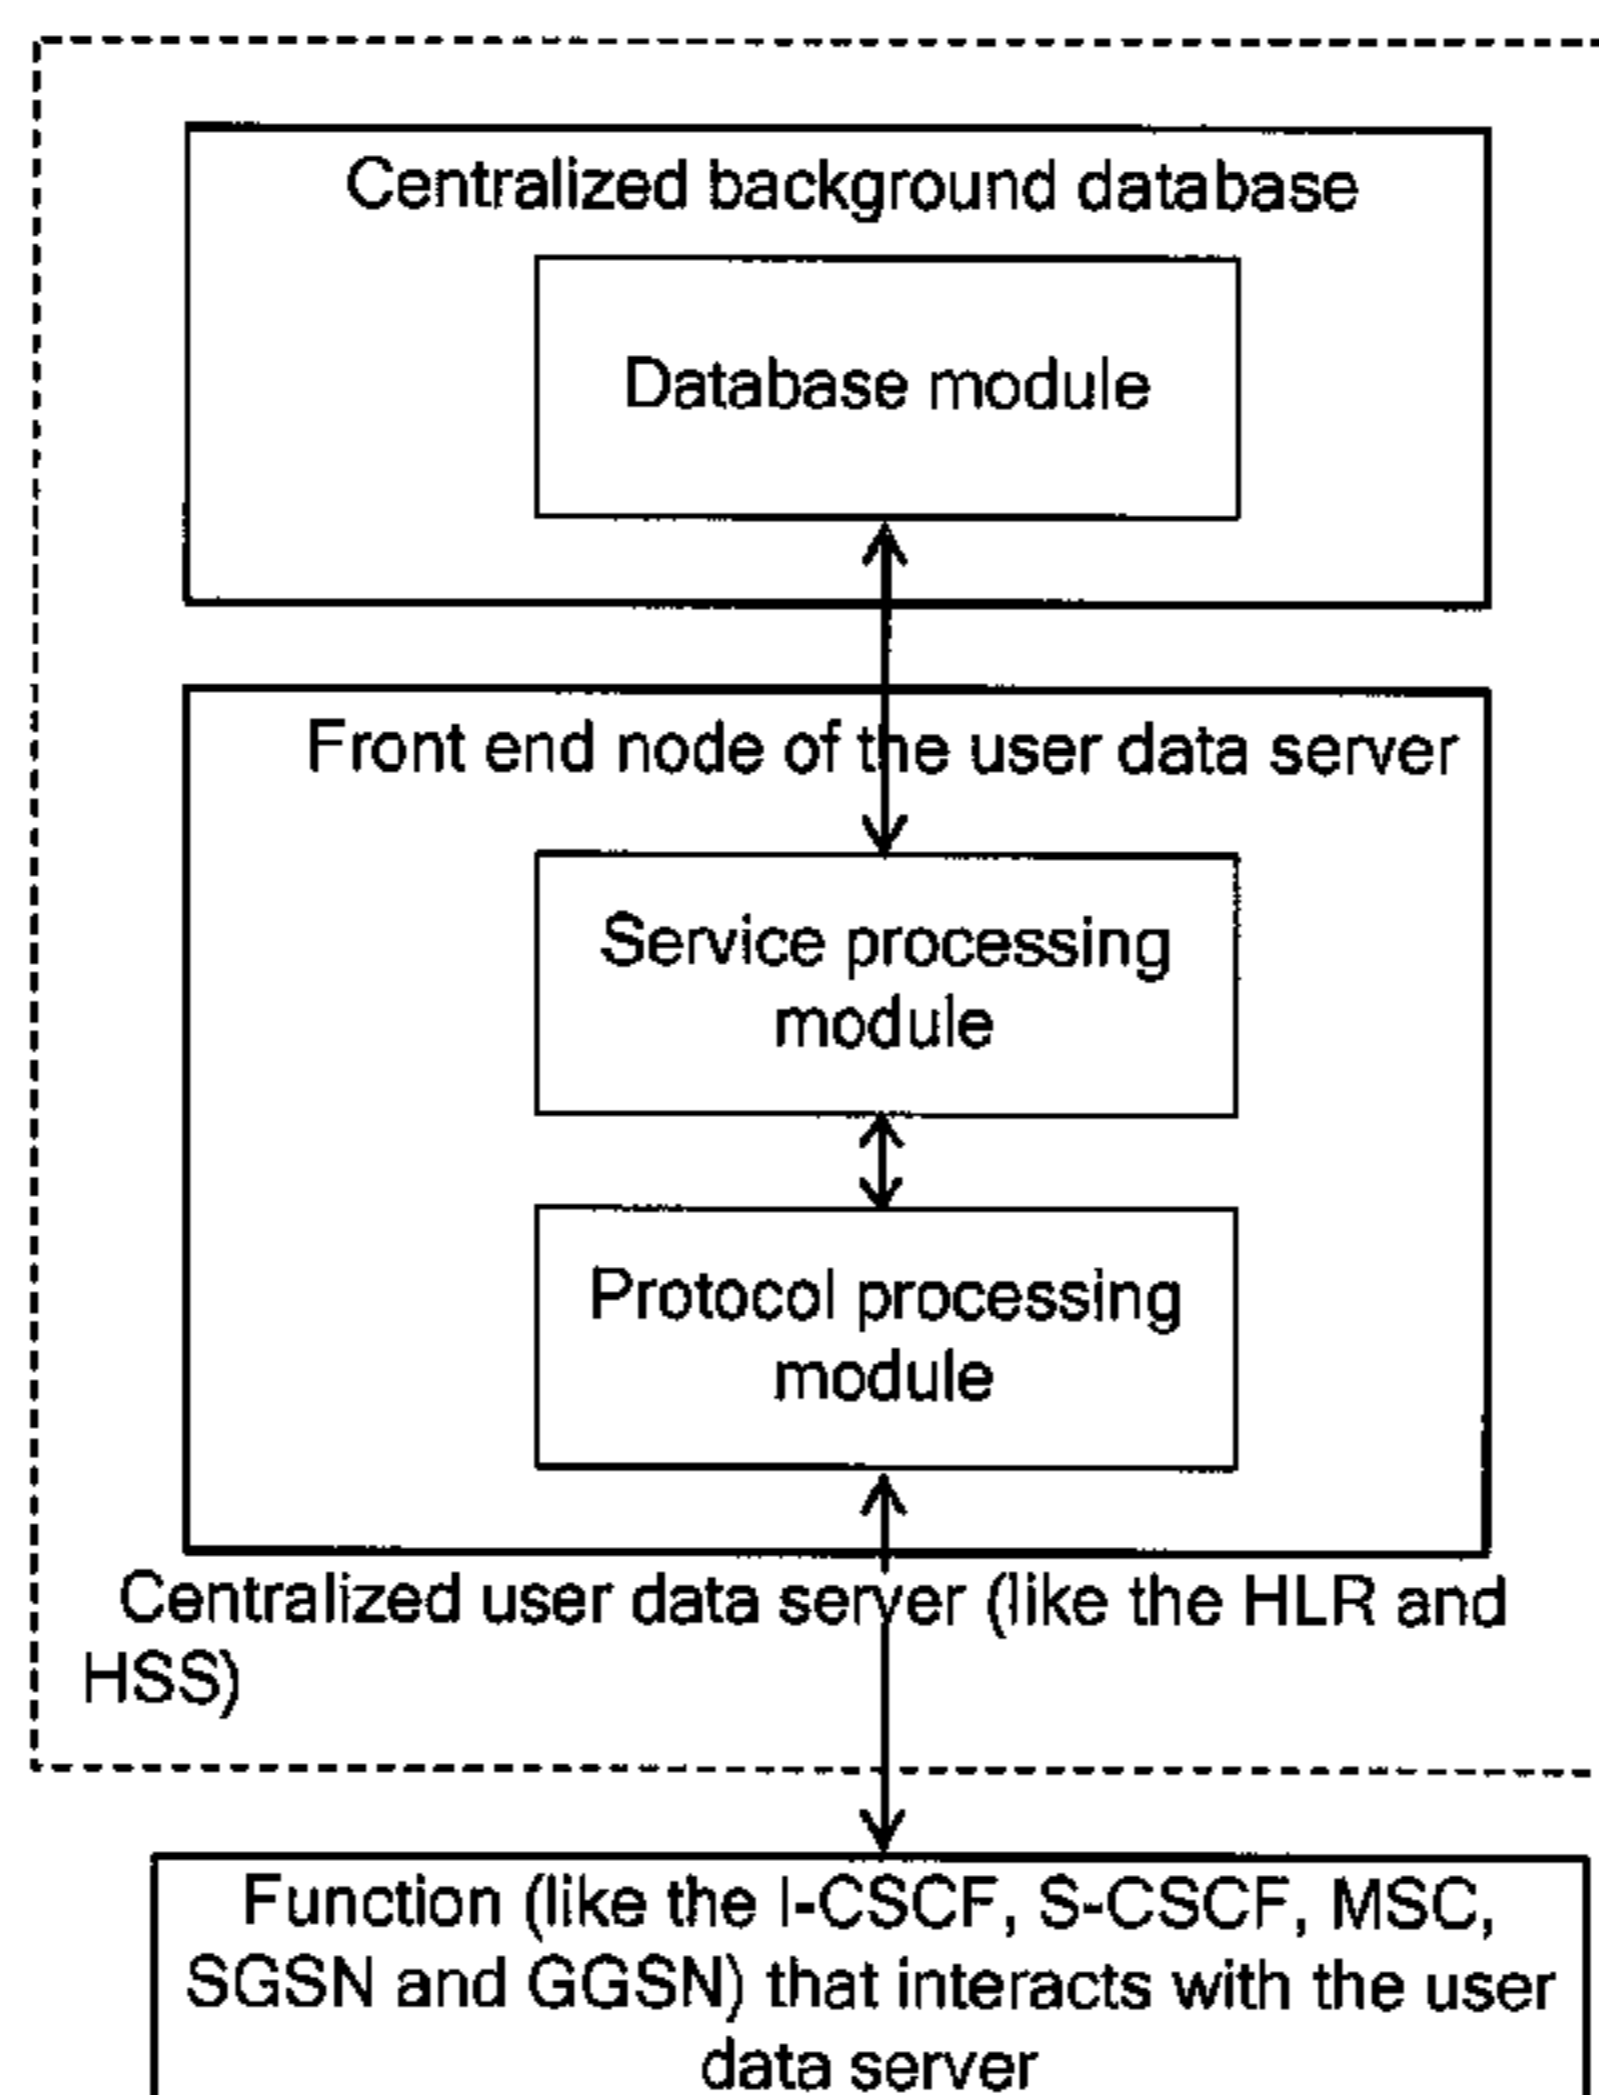 Centralized background database
Database module
Front end node of the user data server
Service processing
module
Protocol processing
module
Centralized user data server (like the HLR and
HSS)
Function (like the I-CSCF, S-CSCF, MSC,
SGSN and GGSN) that interacts with the user
data server